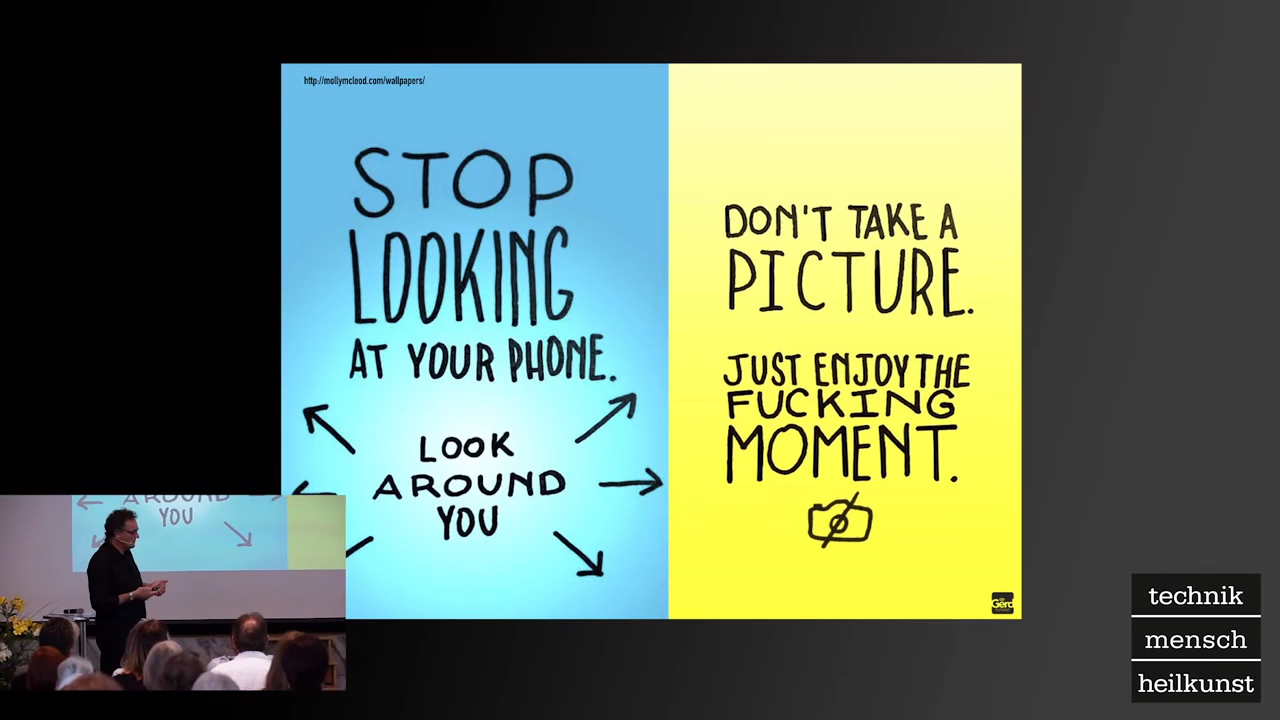 http://mollymcleod.com/wallpapers/
STOP
LOOKING
AT YOUR PHONE.
LOOK
AROUND
YOU
DON'T TAKE A
PICTURE.
JUST ENJOY THE
FUCKING
MOMENT.
Gerd
AROUND
YOU
technik
mensch
heilkunst